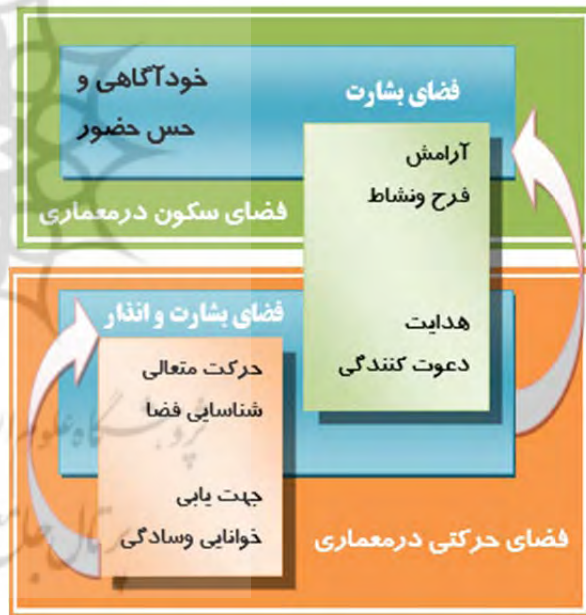 فضای بشارت
خودآگاهی و
حس حضور
آرامش
فرح ونشاط
هدایت
دعوت کنندگی
فضای سکون درمعماری
فضای بشارت و انذار
حرکت متعالی
شناسایی فضا
جهت یابی
خوانایی وسادگی
فضای حرکتی درمعماری